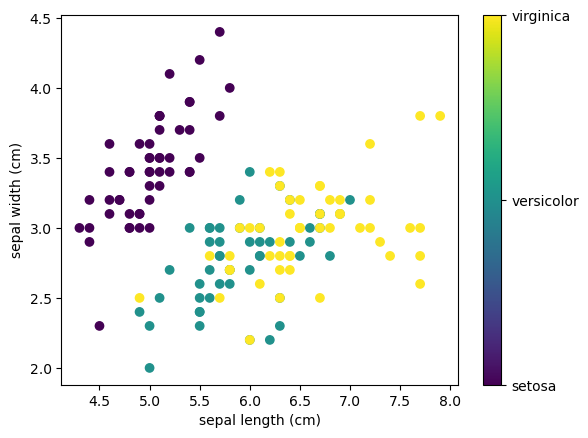 4.5
4.0
3.5
3.0
2.5
2.0
sepal width (cm)
4.5 5.0 5.5 6.0 6.5 7.0 7.5 8.0
sepal length (cm)
virginica
versicolor
setosa